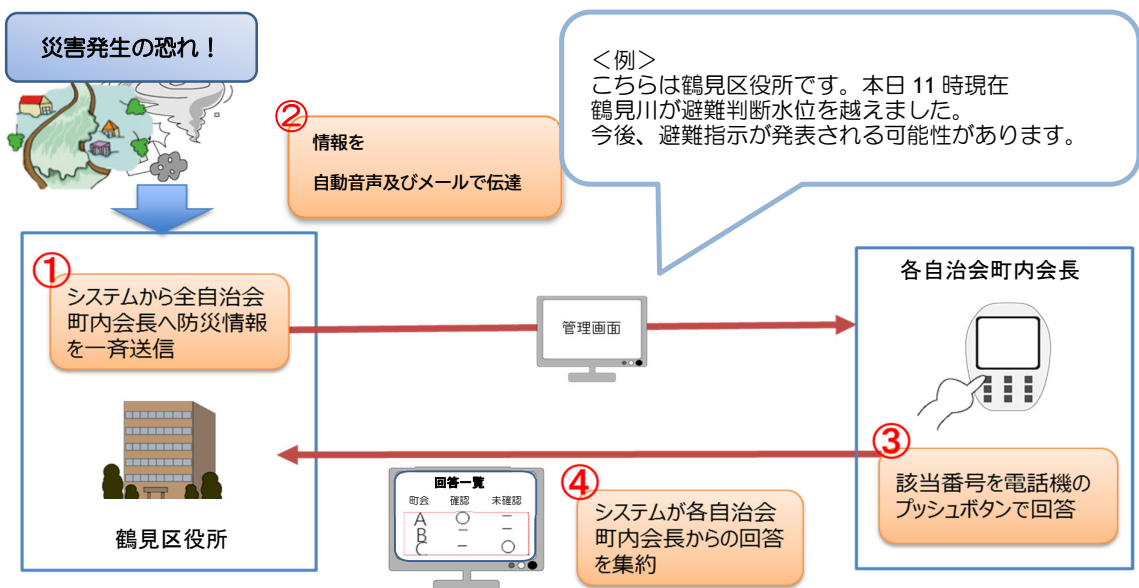 災害発生の恐れ！
＜例＞
こちらは鶴見区役所です。本日 11 時現在
鶴見川が避難判断水位を越えました。
今後、避難指示が発表される可能性があります。
②
情報を
自動音声及びメールで伝達
①
システムから全自治会
町内会長へ防災情報
を一斉送信
管理画面
各自治会町内会長
鶴見区役所
③
該当番号を電話機の
プッシュボタンで回答
④
システムが各自治会
町内会長からの回答
を集約
回答一覧
町会 確認 未確認
A ○ －
B － －
C － ○